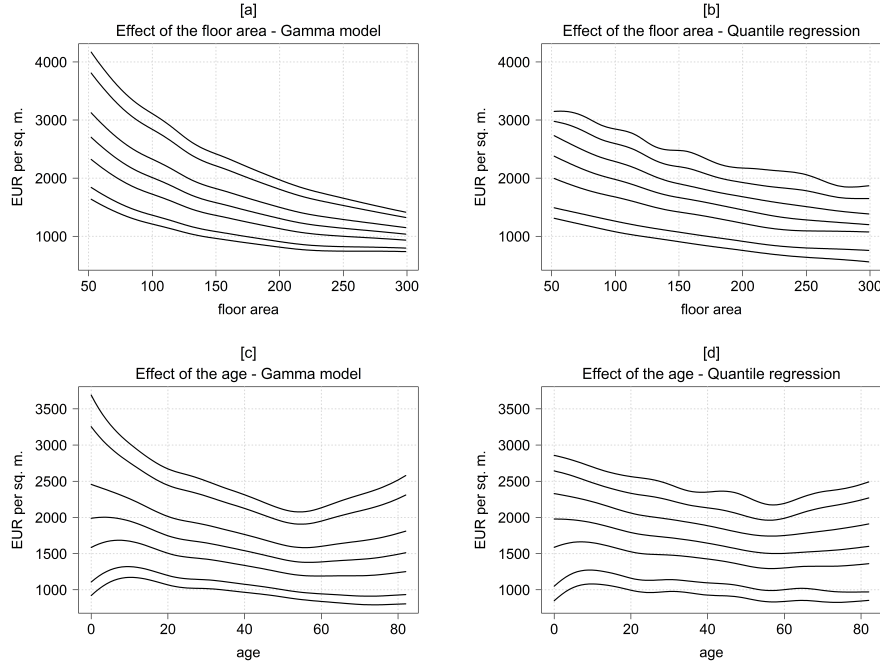 [a]
Effect of the floor area - Gamma model
EUR per sq. m.
4000
3000
2000
1000
50 100 150 200 250 300
floor area
[b]
Effect of the floor area - Quantile regression
EUR per sq. m.
4000
3000
2000
1000
50 100 150 200 250 300
floor area
[c]
Effect of the age - Gamma model
EUR per sq. m.
3500
3000
2500
2000
1500
1000
0 20 40 60 80
age
[d]
Effect of the age - Quantile regression
EUR per sq. m.
3500
3000
2500
2000
1500
1000
0 20 40 60 80
age